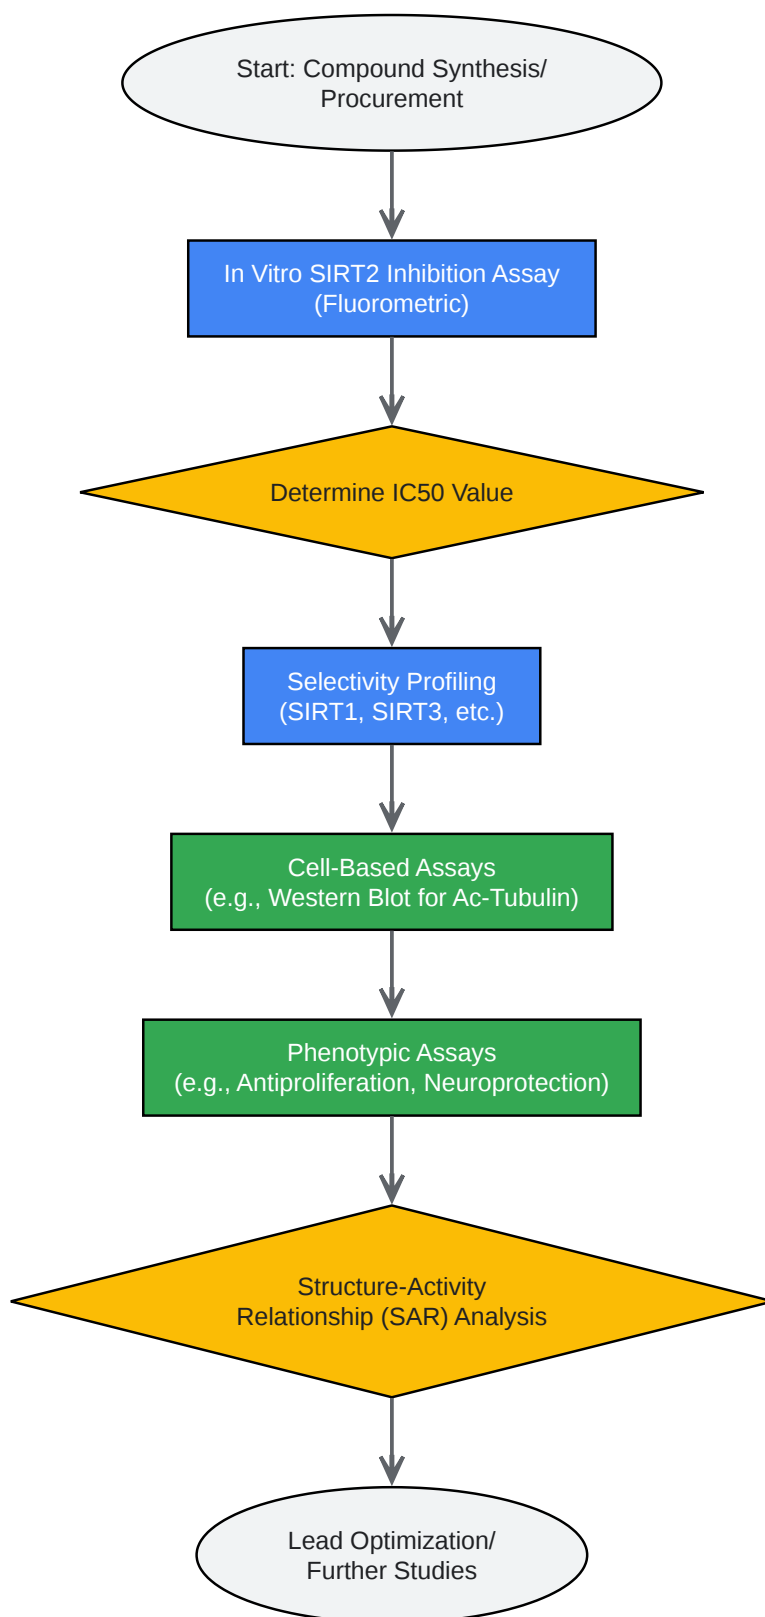 Start: Compound Synthesis/
Procurement
In Vitro SIRT2 Inhibition Assay
(Fluorometric)
Determine IC50 Value
Selectivity Profiling
(SIRT1, SIRT3, etc.)
Cell-Based Assays
(e.g., Western Blot for Ac-Tubulin)
Phenotypic Assays
(e.g., Antiproliferation, Neuroprotection)
Structure-Activity
Relationship (SAR) Analysis
Lead Optimization/
Further Studies